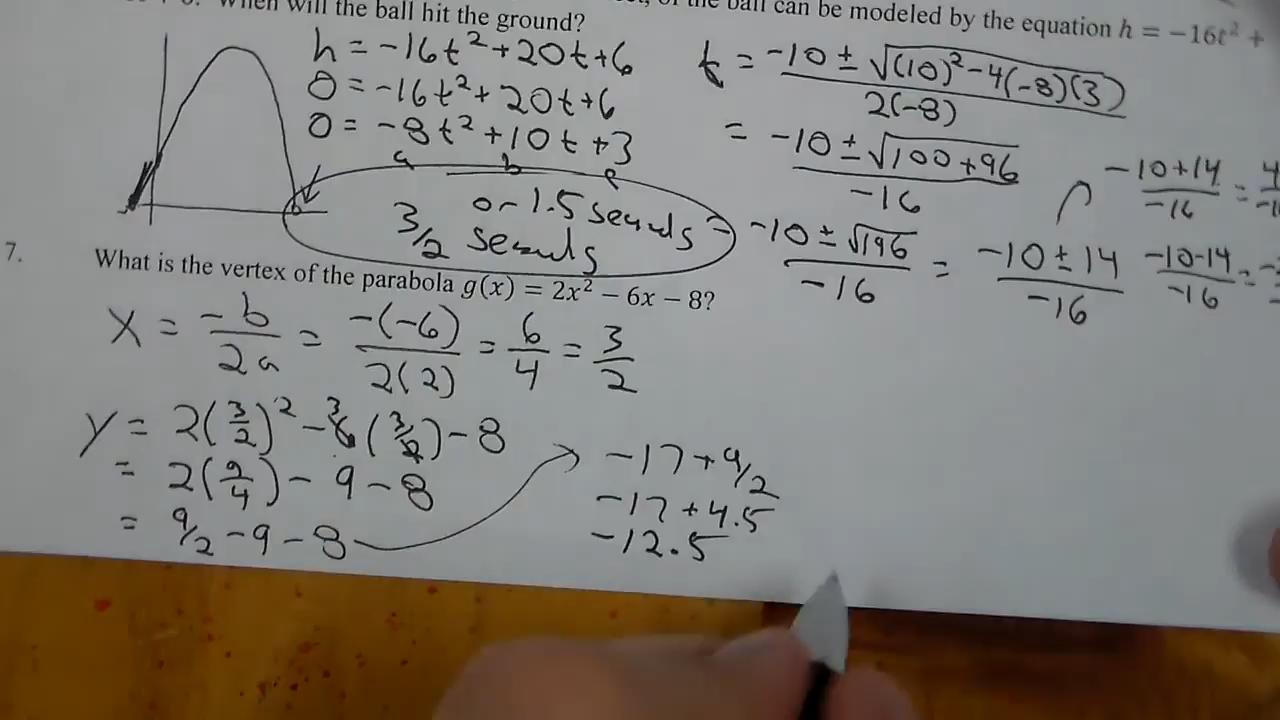 When will the ball hit the ground?
the ball can be modeled by the equation h = −16t² +
h = -16t² + 20t + 6
0 = -16t² + 20t + 6
0 = -8t² + 10t + 3
a b c
or 1.5 seconds
3/2 seconds
t = (-10 ± √((10)² - 4(-8)(3)))/(2(-8))
= (-10 ± √(100 + 96))/(-16)
= (-10 ± √196)/(-16) = (-10 ± 14)/(-16)
(-10 + 14)/(-16) =
(-10 - 14)/(-16) =
7. What is the vertex of the parabola g(x) = 2x² − 6x − 8?
x = -b/2a = -(-6)/2(2) = 6/4 = 3/2
y = 2(3/2)² - 6(3/2) - 8
3
= 2(9/4) - 9 - 8
= 9/2 - 9 - 8
-17 + 9/2
-17 + 4.5
-12.5